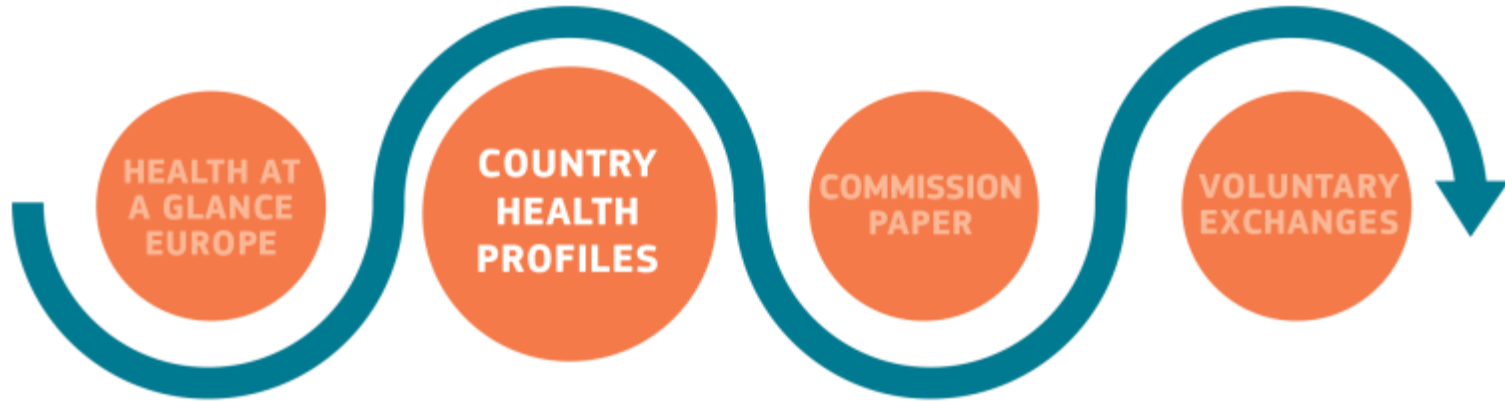 HEALTH AT
A GLANCE
EUROPE
COUNTRY
HEALTH
PROFILES
COMMISSION
PAPER
VOLUNTARY
EXCHANGES